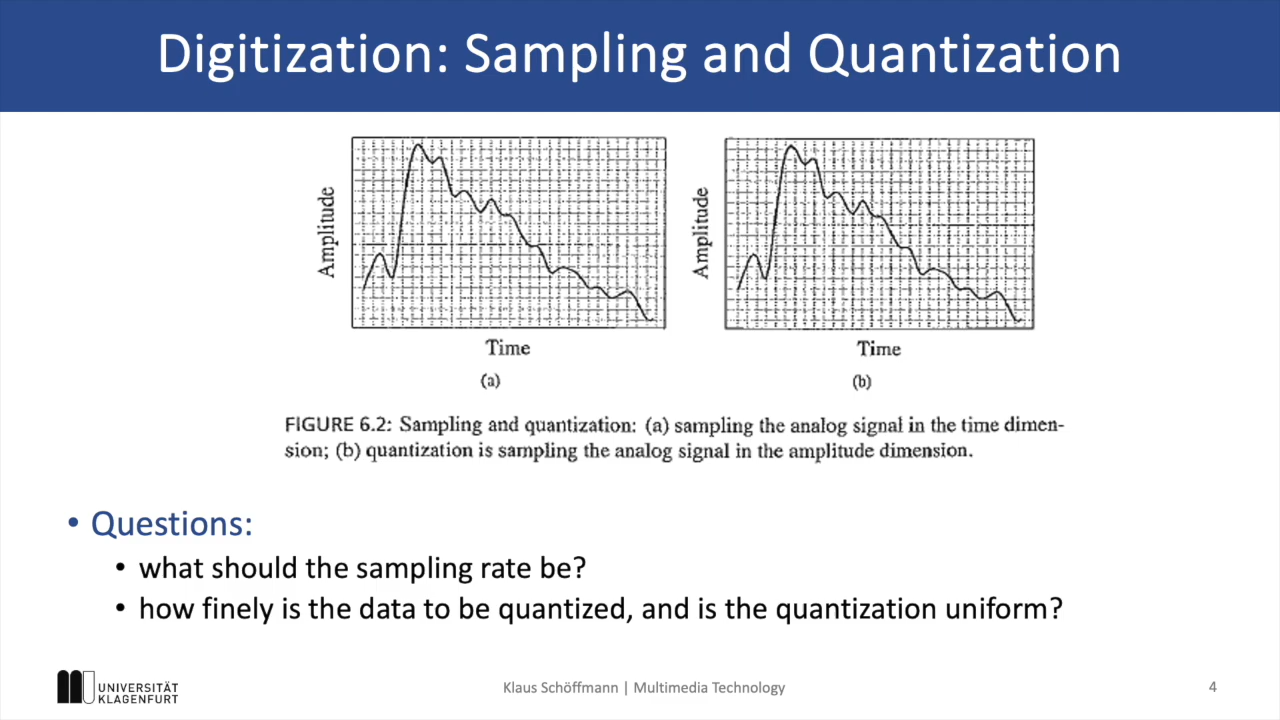 Digitization: Sampling and Quantization
Amplitude
Time
(a)
Amplitude
Time
(b)
FIGURE 6.2: Sampling and quantization: (a) sampling the analog signal in the time dimen-
sion; (b) quantization is sampling the analog signal in the amplitude dimension.
• Questions:
• what should the sampling rate be?
• how finely is the data to be quantized, and is the quantization uniform?
UNIVERSITÄT
KLAGENFURT
Klaus Schöffmann | Multimedia Technology
4